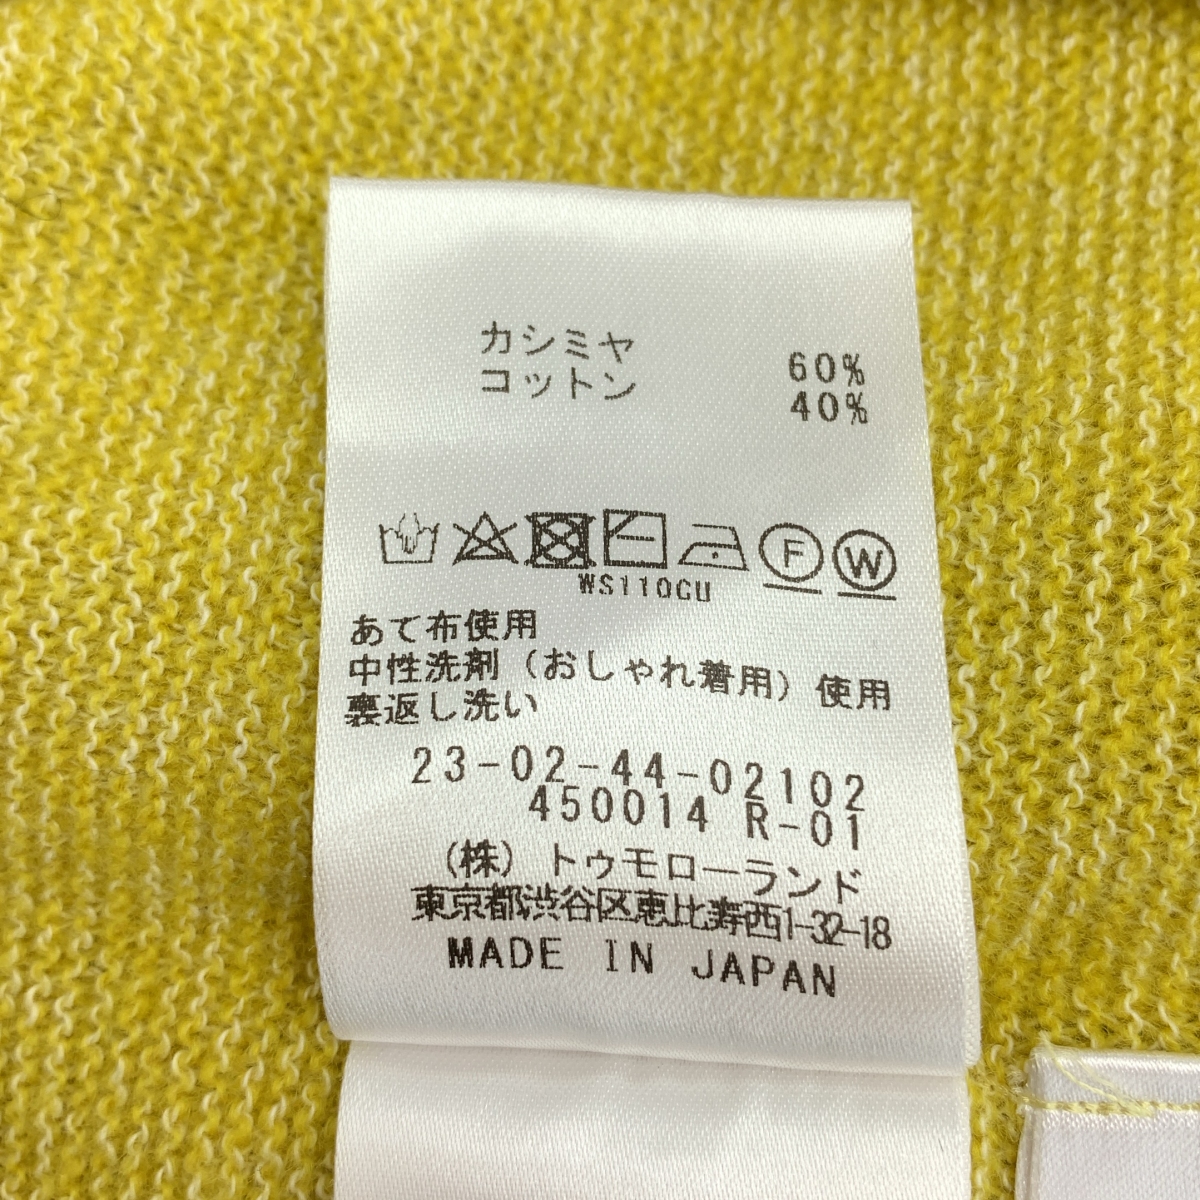 カシミヤ 60%
コットン 40%
F W
WS110CU
あて布使用
中性洗剤（おしゃれ着用）使用
裏返し洗い
23-02-44-02102
450014 R-01
（株）トゥモローランド
東京都渋谷区恵比寿西1-32-18
MADE IN JAPAN